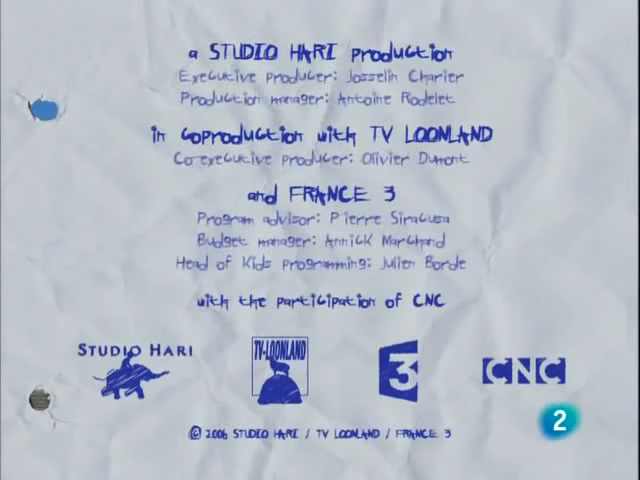 a STUDIO HARI production
Executive producer: Josselin Charier
Production manager: Antoine Rodelet
in coproduction with TV LOONLAND
Co-executive producer: Olivier Dumont
and FRANCE 3
Program advisor: Pierre Siracusa
Budget manager: Annick Marchand
Head of Kids programming: Julien Borde
with the participation of CNC
STUDIO HARI
TV-LOONLAND
3
CNC
2
© 2006 STUDIO HARI / TV LOONLAND / FRANCE 3